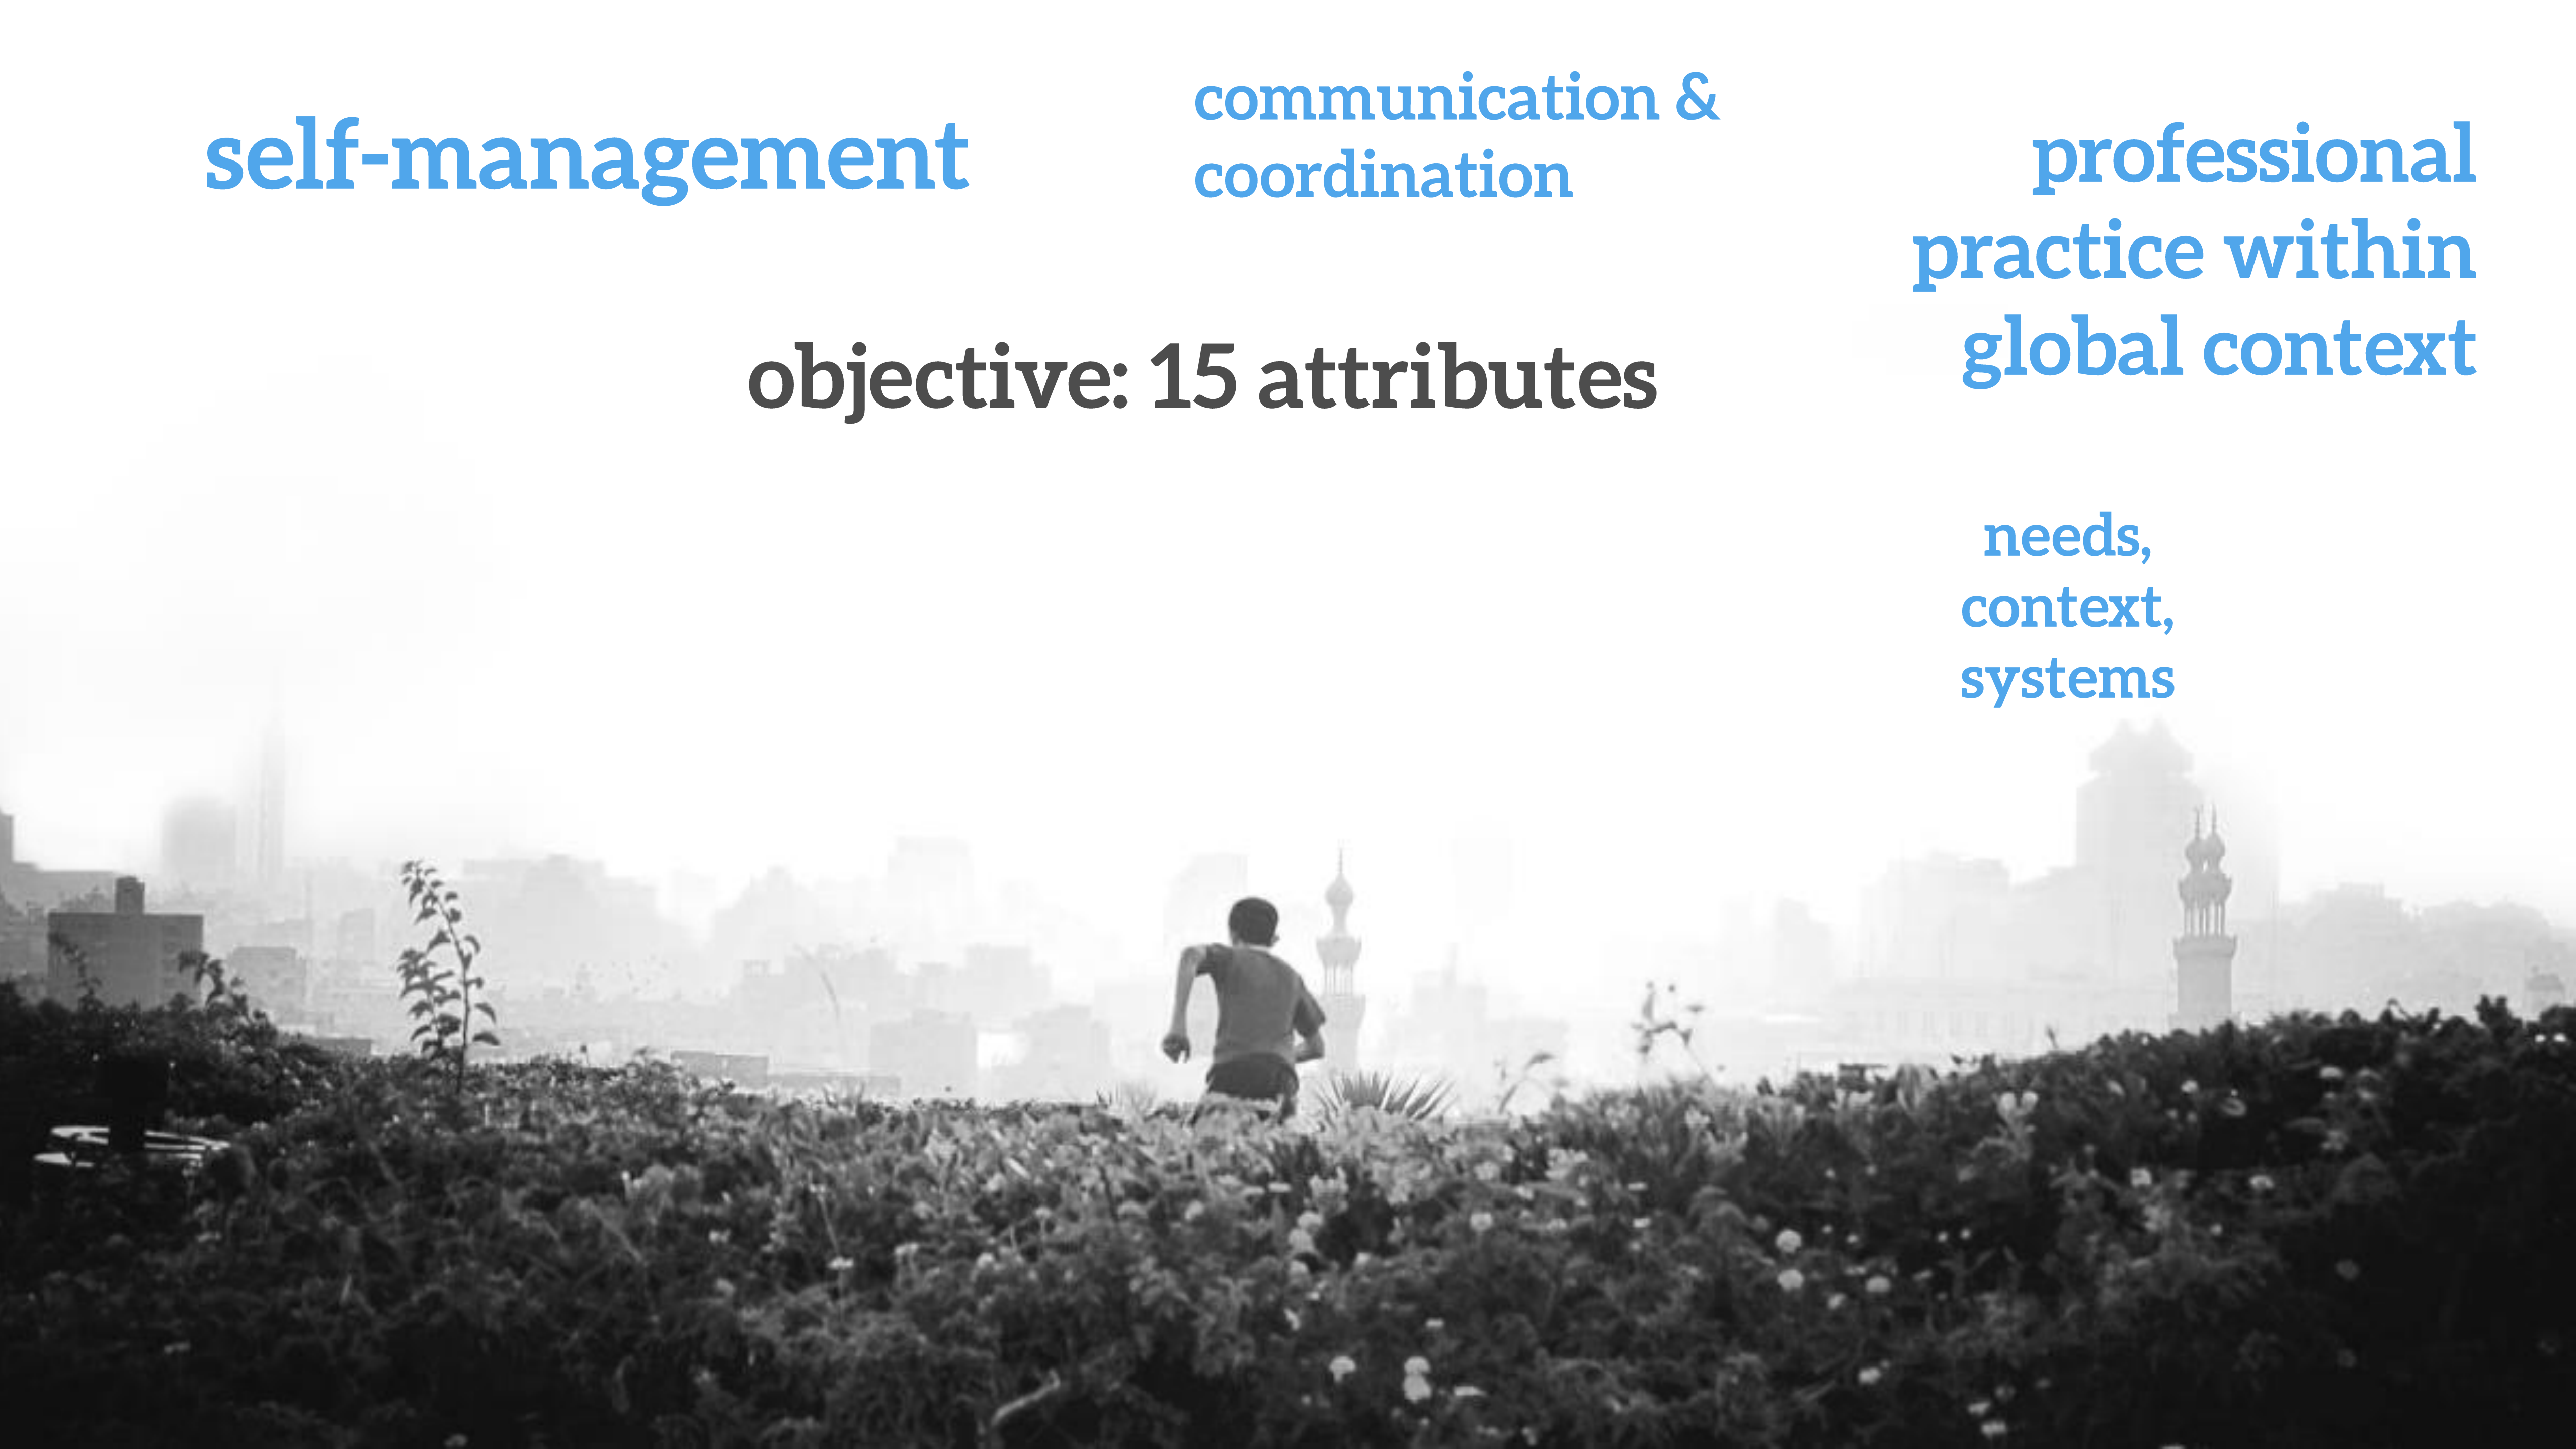 self-management
communication &
coordination
professional
practice within
global context
objective: 15 attributes
needs,
context,
systems